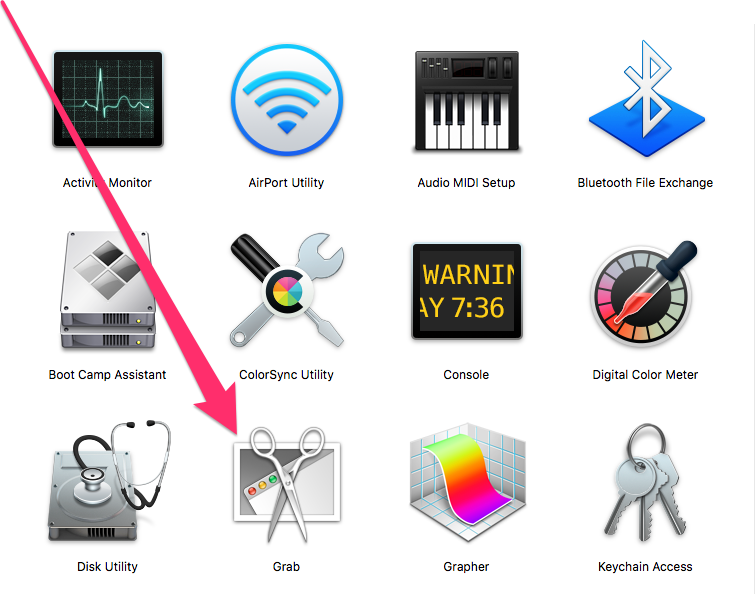 Activity Monitor
AirPort Utility
Audio MIDI Setup
Bluetooth File Exchange
WARNIN
AY 7:36
Boot Camp Assistant
ColorSync Utility
Console
Digital Color Meter
Disk Utility
Grab
Grapher
Keychain Access